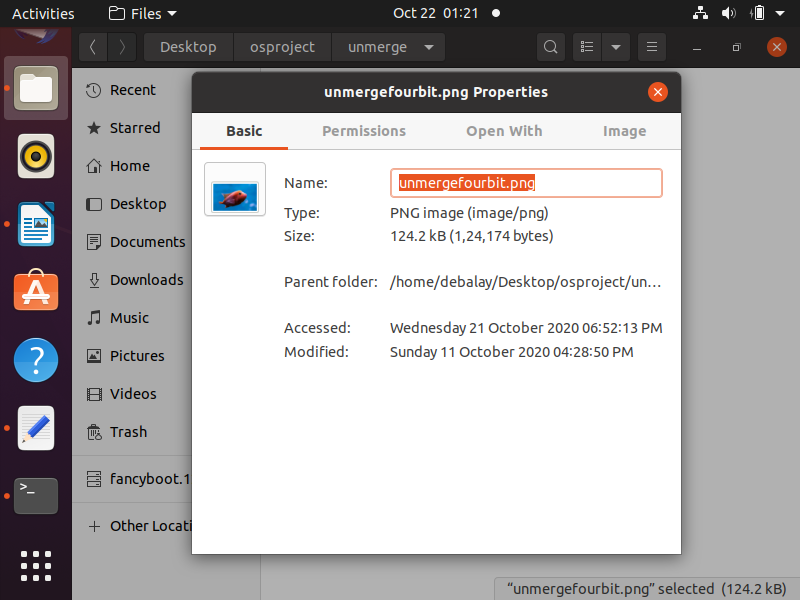 Activities Files Oct 22 01:21
Desktop osproject unmerge
unmergefourbit.png Properties
Basic Permissions Open With Image
Recent
Starred
Home
Desktop
Documents
Downloads
Music
Pictures
Videos
Trash
fancyboot.1
Other Locati
Name: unmergefourbit.png
Type: PNG image (image/png)
Size: 124.2 kB (1,24,174 bytes)
Parent folder: /home/debalay/Desktop/osproject/un…
Accessed: Wednesday 21 October 2020 06:52:13 PM
Modified: Sunday 11 October 2020 04:28:50 PM
“unmergefourbit.png” selected (124.2 kB)